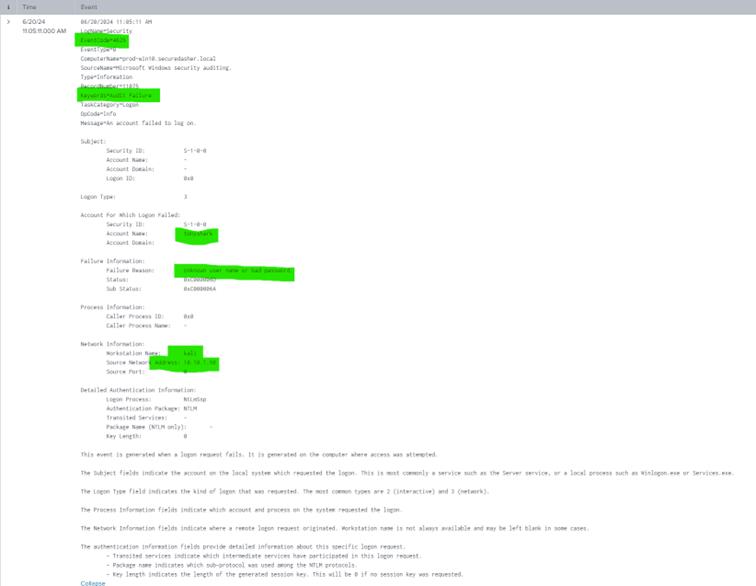 i Time Event
> 6/20/24 06/20/2024 11:05:11 AM
11:05:11.000 AM LogName=Security
EventCode=4625
EventType=0
ComputerName=prod-win10.securedasher.local
SourceName=Microsoft Windows security auditing.
Type=Information
RecordNumber=11075
Keywords=Audit Failure
TaskCategory=Logon
OpCode=Info
Message=An account failed to log on.
Subject:
Security ID: S-1-0-0
Account Name: -
Account Domain: -
Logon ID: 0x0
Logon Type: 3
Account For Which Logon Failed:
Security ID: S-1-0-0
Account Name:
Account Domain:
Failure Information:
Failure Reason: Unknown user name or bad password.
Status: 0xC000006D
Sub Status: 0xC000006A
Process Information:
Caller Process ID: 0x0
Caller Process Name: -
Network Information:
Workstation Name: kali
Source Network Address:
Source Port: 0
Detailed Authentication Information:
Logon Process: NtLmSsp
Authentication Package: NTLM
Transited Services: -
Package Name (NTLM only): -
Key Length: 0
This event is generated when a logon request fails. It is generated on the computer where access was attempted.
The Subject fields indicate the account on the local system which requested the logon. This is most commonly a service such as the Server service, or a local process such as Winlogon.exe or Services.exe.
The Logon Type field indicates the kind of logon that was requested. The most common types are 2 (interactive) and 3 (network).
The Process Information fields indicate which account and process on the system requested the logon.
The Network Information fields indicate where a remote logon request originated. Workstation name is not always available and may be left blank in some cases.
The authentication information fields provide detailed information about this specific logon request.
- Transited services indicate which intermediate services have participated in this logon request.
- Package name indicates which sub-protocol was used among the NTLM protocols.
- Key length indicates the length of the generated session key. This will be 0 if no session key was requested.
Collapse